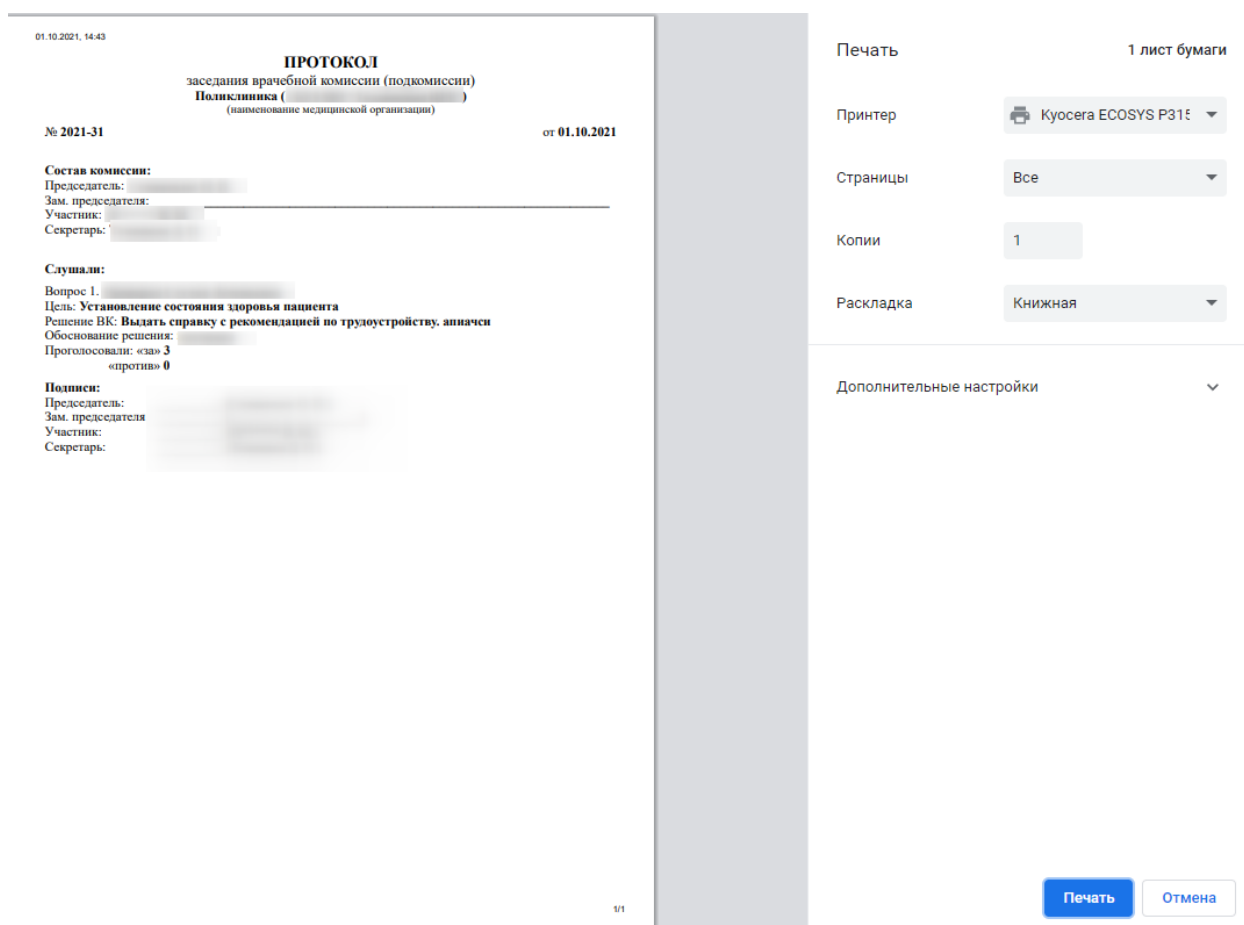 01.10.2021, 14:43
ПРОТОКОЛ
заседания врачебной комиссии (подкомиссии)
Поликлиника ( )
(наименование медицинской организации)
№ 2021-31 от 01.10.2021
Состав комиссии:
Председатель:
Зам. председателя:
Участник:
Секретарь:
Слушали:
Вопрос 1.
Цель: Установление состояния здоровья пациента
Решение ВК: Выдать справку с рекомендацией по трудоустройству. апиачси
Обоснование решения:
Проголосовали: «за» 3
«против» 0
Подписи:
Председатель:
Зам. председателя
Участник:
Секретарь:
1/1
Печать 1 лист бумаги
Принтер Kyocera ECOSYS P315
Страницы Все
Копии 1
Раскладка Книжная
Дополнительные настройки
Печать Отмена